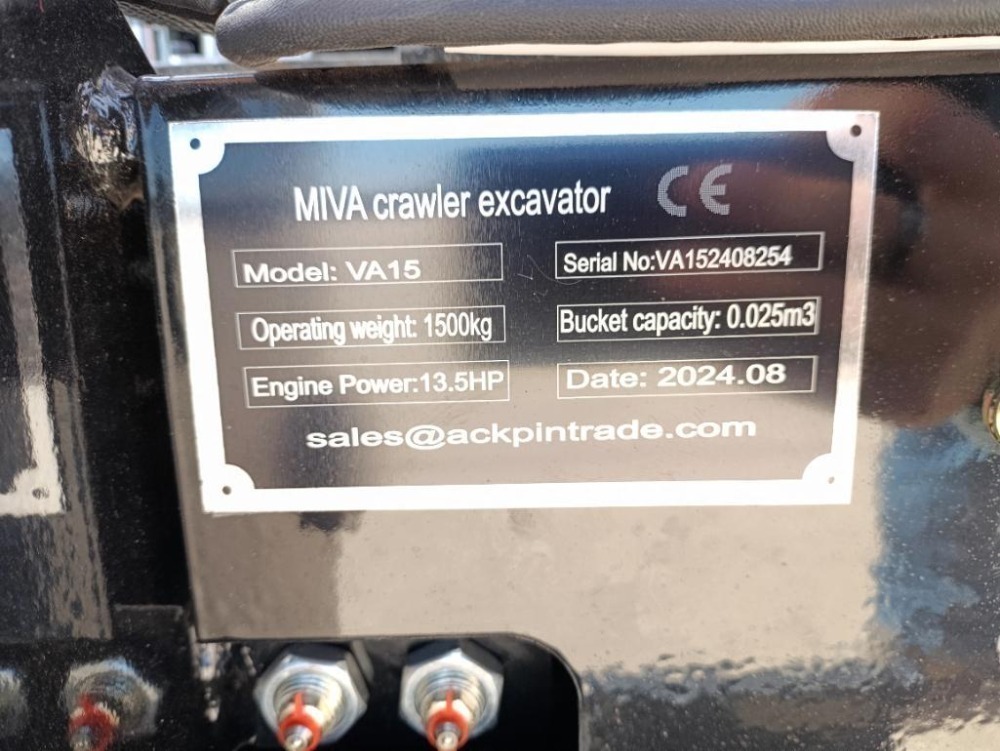 MIVA crawler excavator CE
Model: VA15
Serial No:VA152408254
Operating weight: 1500kg
Bucket capacity: 0.025m3
Engine Power:13.5HP
Date: 2024.08
sales@ackpintrade.com